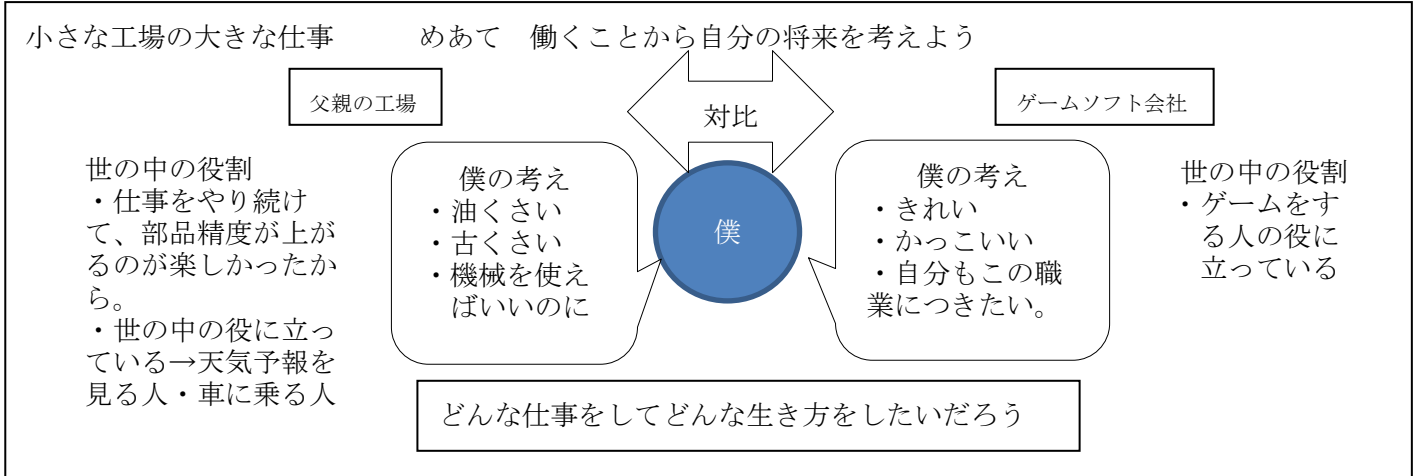 小さな工場の大きな仕事　　めあて　働くことから自分の将来を考えよう
父親の工場
対比
ゲームソフト会社
世の中の役割
・仕事をやり続け
て、部品精度が上が
るのが楽しかったか
ら。
・世の中の役に立っ
ている→天気予報を
見る人・車に乗る人
僕の考え
・油くさい
・古くさい
・機械を使え
ばいいのに
僕
僕の考え
・きれい
・かっこいい
・自分もこの職
業につきたい。
世の中の役割
・ゲームをす
る人の役に
立っている
どんな仕事をしてどんな生き方をしたいだろう